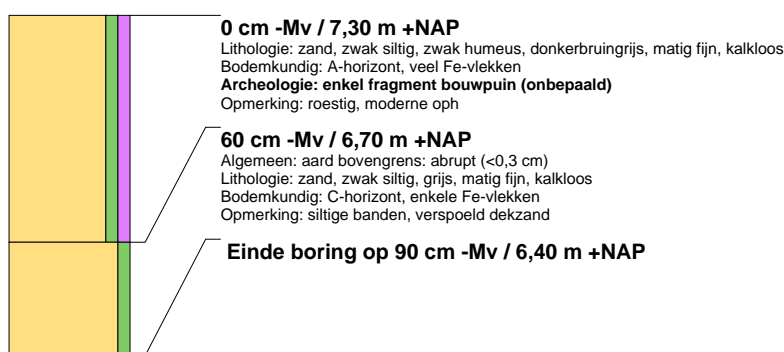 0 cm -Mv / 7,30 m +NAP
Lithologie: zand, zwak siltig, zwak humeus, donkerbruingrijs, matig fijn, kalkloos
Bodemkundig: A-horizont, veel Fe-vlekken
Archeologie: enkel fragment bouwpuin (onbepaald)
Opmerking: roestig, moderne oph
60 cm -Mv / 6,70 m +NAP
Algemeen: aard bovengrens: abrupt (<0,3 cm)
Lithologie: zand, zwak siltig, grijs, matig fijn, kalkloos
Bodemkundig: C-horizont, enkele Fe-vlekken
Opmerking: siltige banden, verspoeld dekzand
Einde boring op 90 cm -Mv / 6,40 m +NAP